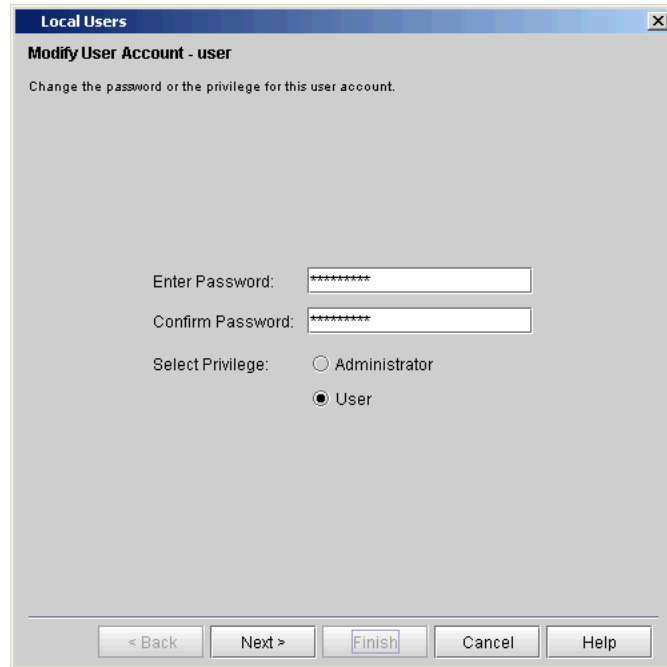 Local Users
Modify User Account - user
Change the password or the privilege for this user account.
Enter Password: *********
Confirm Password: *********
Select Privilege: Administrator
User
< Back Next > Finish Cancel Help